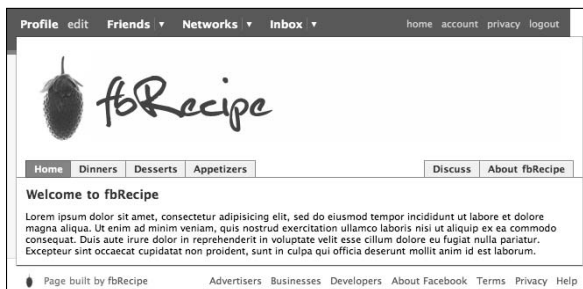 Profile edit Friends ▾ Networks ▾ Inbox ▾ home account privacy logout
fbRecipe
Home Dinners Desserts Appetizers Discuss About fbRecipe
Welcome to fbRecipe
Lorem ipsum dolor sit amet, consectetur adipisicing elit, sed do eiusmod tempor incididunt ut labore et dolore
magna aliqua. Ut enim ad minim veniam, quis nostrud exercitation ullamco laboris nisi ut aliquip ex ea commodo
consequat. Duis aute irure dolor in reprehenderit in voluptate velit esse cillum dolore eu fugiat nulla pariatur.
Excepteur sint occaecat cupidatat non proident, sunt in culpa qui officia deserunt mollit anim id est laborum.
Page built by fbRecipe Advertisers Businesses Developers About Facebook Terms Privacy Help